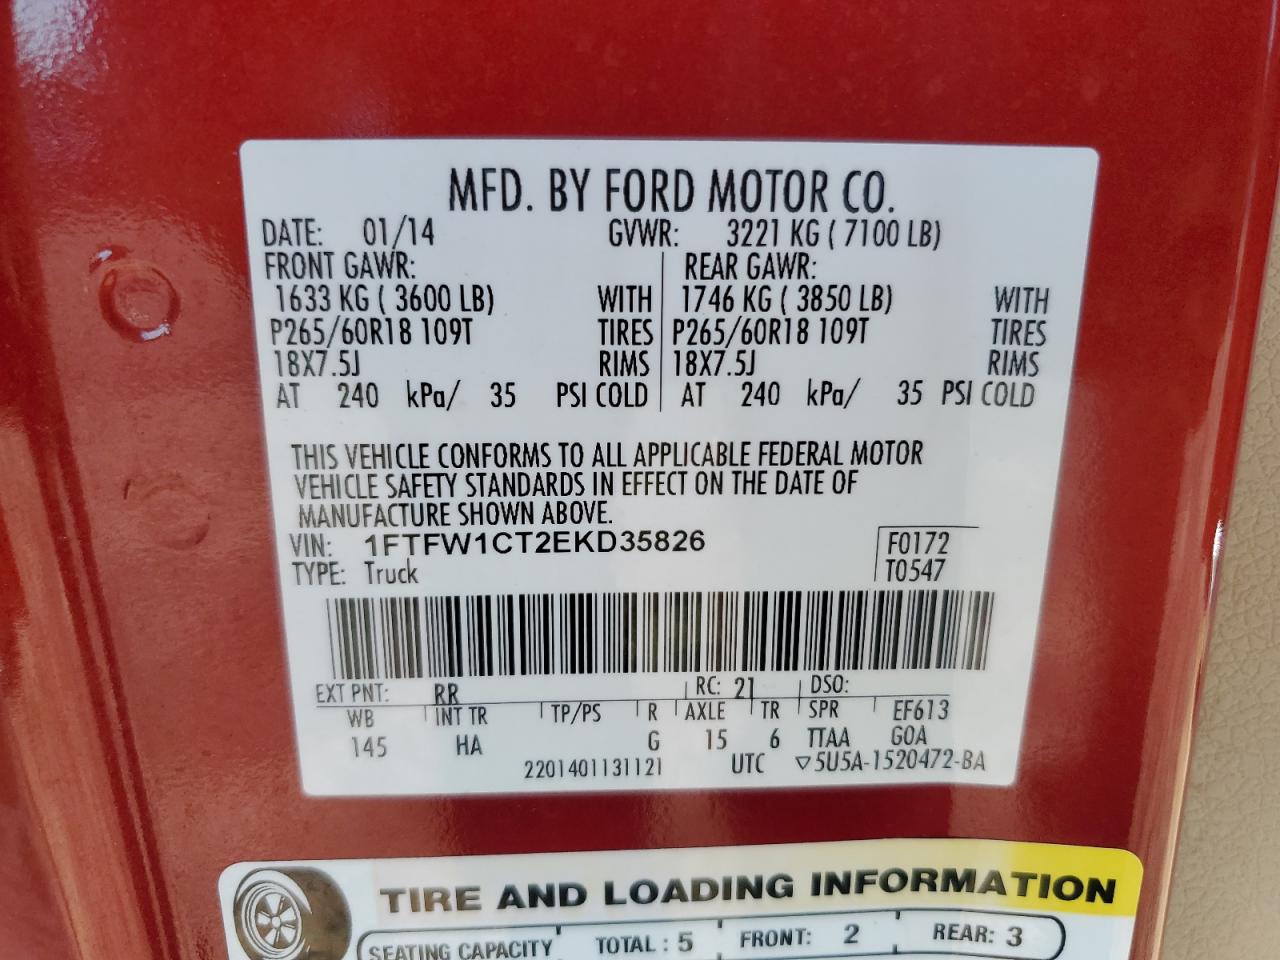 MFD. BY FORD MOTOR CO.
DATE: 01/14 GVWR: 3221 KG ( 7100 LB)
FRONT GAWR: REAR GAWR:
1633 KG ( 3600 LB) WITH 1746 KG ( 3850 LB) WITH
P265/60R18 109T TIRES P265/60R18 109T TIRES
18X7.5J RIMS 18X7.5J RIMS
AT 240 kPa/ 35 PSI COLD AT 240 kPa/ 35 PSI COLD
THIS VEHICLE CONFORMS TO ALL APPLICABLE FEDERAL MOTOR
VEHICLE SAFETY STANDARDS IN EFFECT ON THE DATE OF
MANUFACTURE SHOWN ABOVE.
VIN: 1FTFW1CT2EKD35826 F0172
TYPE: Truck T0547
EXT PNT: RR RC: 21 DSO:
WB INT TR TP/PS R AXLE TR SPR EF613
145 HA G 15 6 TTAA GOA
2201401131121 UTC ▽5U5A-1520472-BA
TIRE AND LOADING INFORMATION
SEATING CAPACITY TOTAL : 5 FRONT: 2 REAR: 3